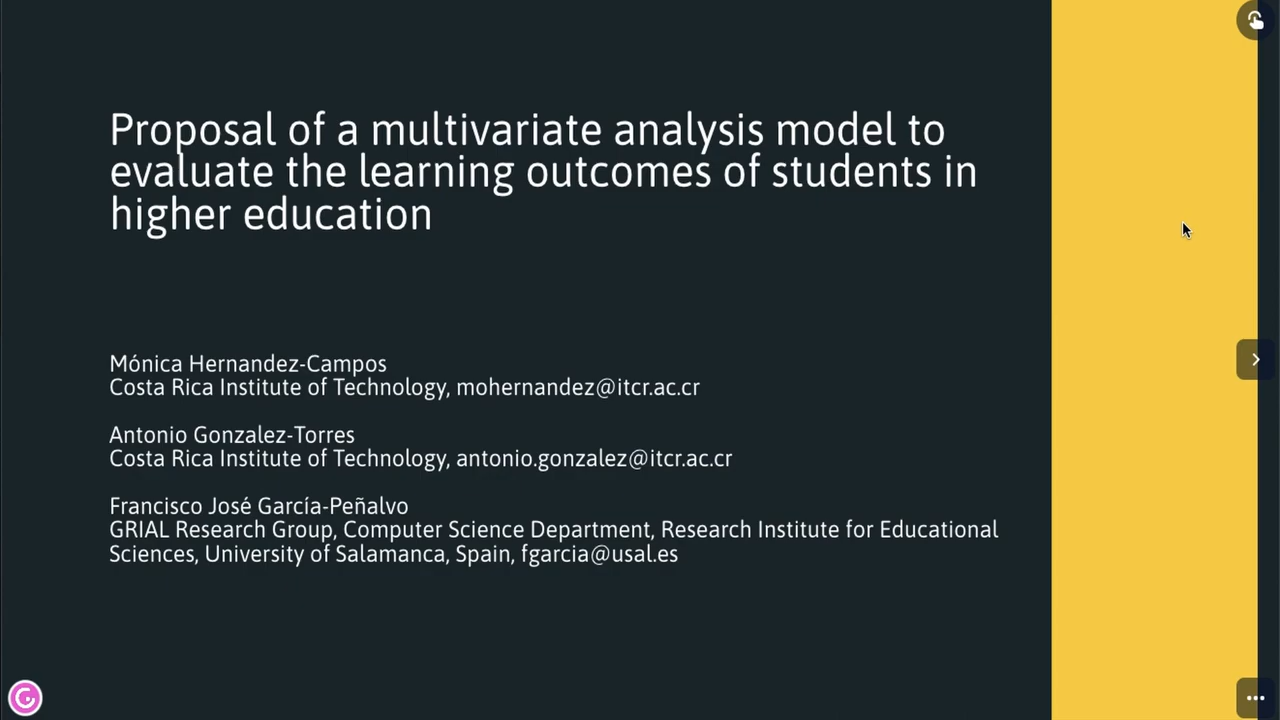 Proposal of a multivariate analysis model to
evaluate the learning outcomes of students in
higher education
Mónica Hernandez-Campos
Costa Rica Institute of Technology, mohernandez@itcr.ac.cr
Antonio Gonzalez-Torres
Costa Rica Institute of Technology, antonio.gonzalez@itcr.ac.cr
Francisco José García-Peñalvo
GRIAL Research Group, Computer Science Department, Research Institute for Educational
Sciences, University of Salamanca, Spain, fgarcia@usal.es